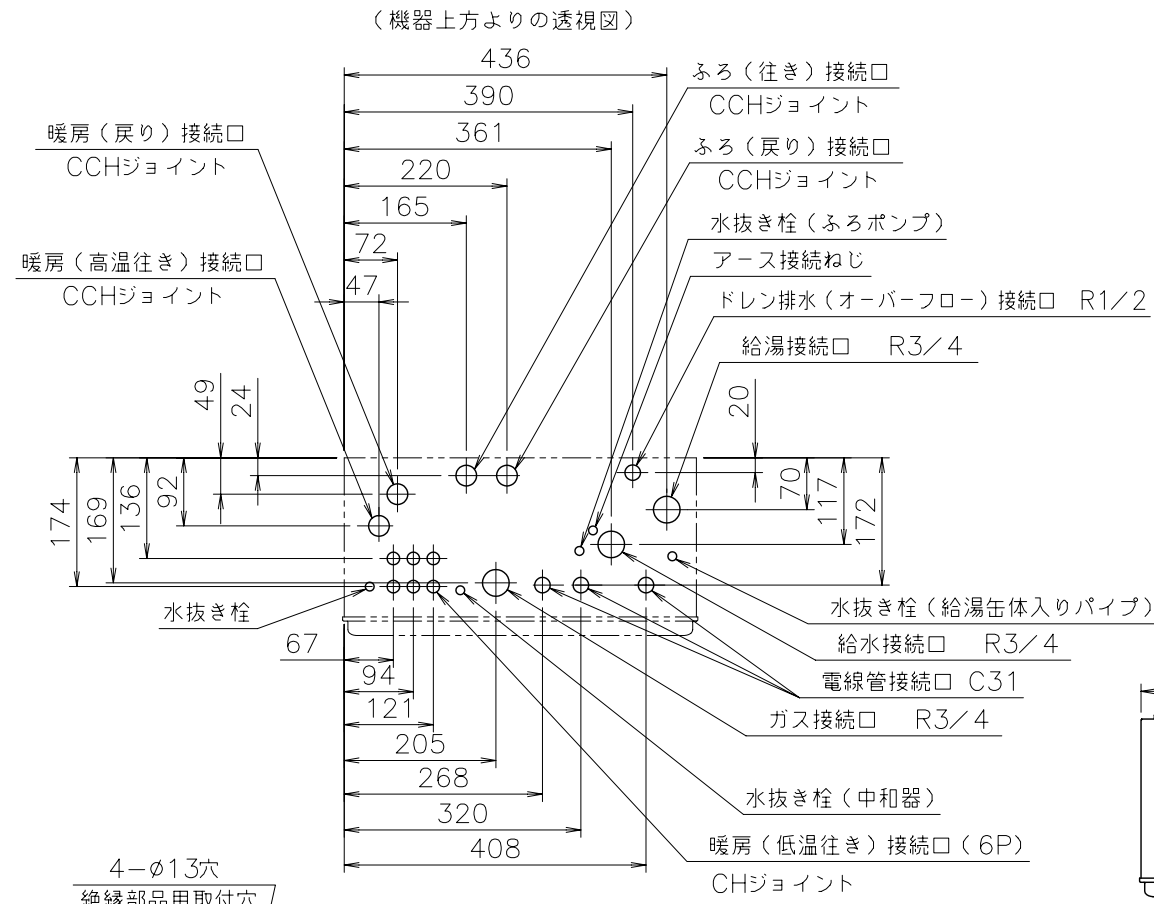 (機器上方よりの透視図)
436
ふろ(往き)接続口
CCHジョイント
390
暖房(戻り)接続口
CCHジョイント
361
ふろ(戻り)接続口
CCHジョイント
220
165
水抜き栓(ふろポンプ)
72
アース接続ねじ
暖房(高温往き)接続口
CCHジョイント
47
ドレン排水(オーバーフロー)接続口 R1/2
給湯接続口 R3/4
49
24
20
174
169
136
92
70
117
172
水抜き栓
水抜き栓(給湯缶体入りパイプ)
67
給水接続口 R3/4
94
電線管接続口 C31
121
ガス接続口 R3/4
205
268
水抜き栓(中和器)
320
408
暖房(低温往き)接続口(6P)
CHジョイント
4-φ13穴
絶縁部品用取付穴